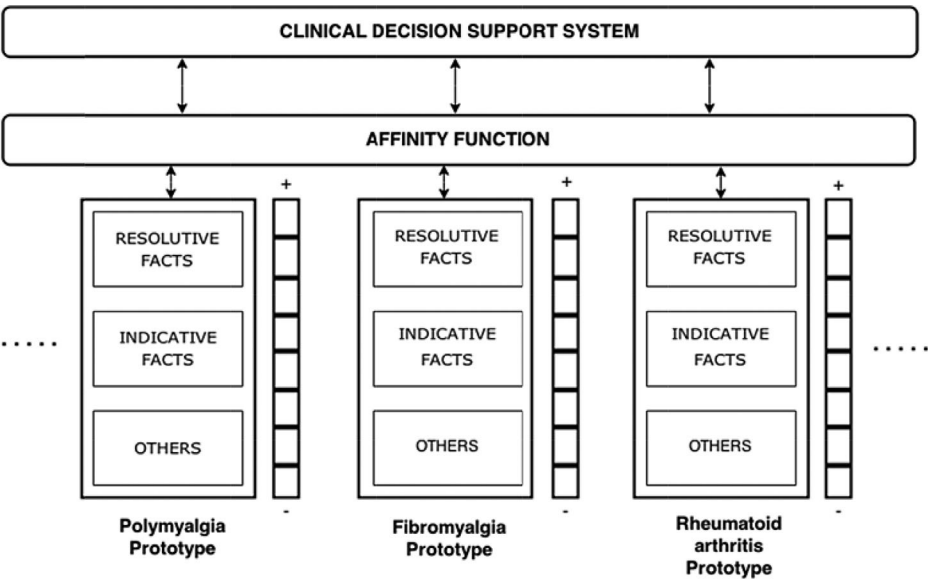 CLINICAL DECISION SUPPORT SYSTEM
AFFINITY FUNCTION
+
RESOLUTIVE
FACTS
INDICATIVE
FACTS
OTHERS
-
Polymyalgia
Prototype
+
RESOLUTIVE
FACTS
INDICATIVE
FACTS
OTHERS
-
Fibromyalgia
Prototype
+
RESOLUTIVE
FACTS
INDICATIVE
FACTS
OTHERS
-
Rheumatoid
arthritis
Prototype